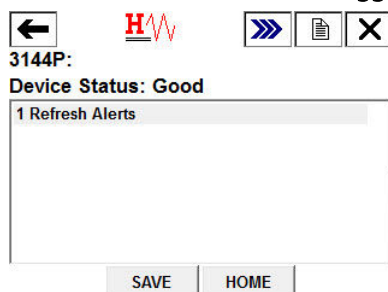 H
3144P:
Device Status: Good
1 Refresh Alerts
SAVE HOME